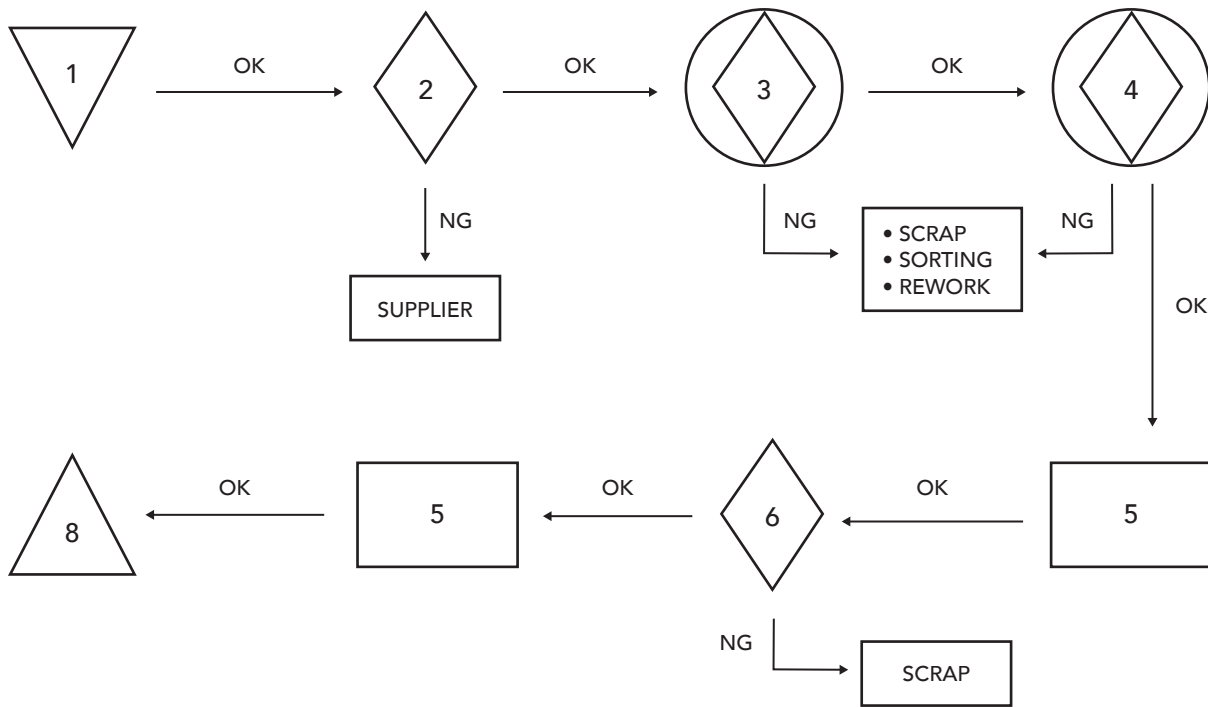 1
OK
2
OK
3
OK
4
NG
SUPPLIER
NG
• SCRAP
• SORTING
• REWORK
NG
OK
8
OK
5
OK
6
OK
5
NG
SCRAP